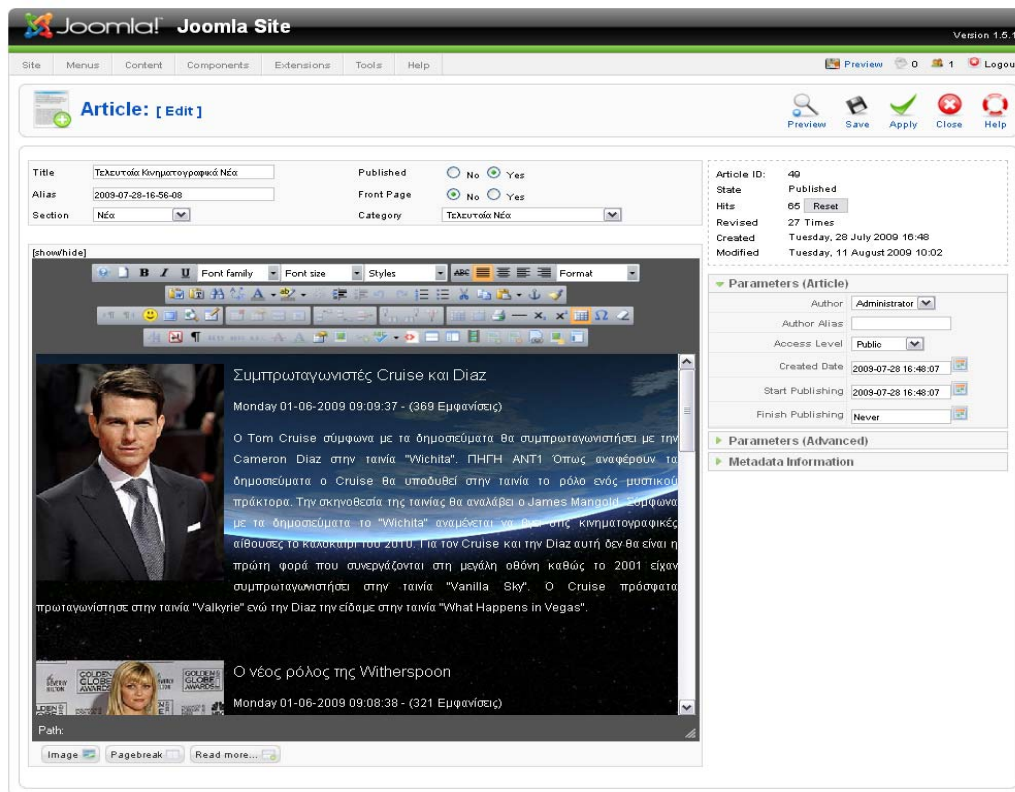 Joomla! Joomla Site
Version 1.5.1
Site Menus Content Components Extensions Tools Help
Preview 0 1 Logou
Article: [ Edit ]
Preview Save Apply Close Help
Title Τελευταία Κινηματογραφικά Νέα Published No Yes
Alias 2009-07-28-16-56-08 Front Page No Yes
Section Νέα Category Τελευταία Νέα
[show/hide]
B I U Font family Font size Styles ABC Format
Συμπρωταγωνιστές Cruise και Diaz
Monday 01-06-2009 09:09:37 - (369 Εμφανίσεις)
Ο Tom Cruise σύμφωνα με τα δημοσιεύματα θα συμπρωταγωνιστήσει με την
Cameron Diaz στην ταινία "Wichita". ΠΗΓΗ ΑΝΤ1 Όπως αναφέρουν τα
δημοσιεύματα ο Cruise θα υποδυθεί στην ταινία το ρόλο ενός μυστικού
πράκτορα. Την σκηνοθεσία της ταινίας θα αναλάβει ο James Mangold. Σύμφωνα
με τα δημοσιεύματα το "Wichita" αναμένεται να βγει στις κινηματογραφικές
αίθουσες το καλοκαίρι του 2010. Για τον Cruise και την Diaz αυτή δεν θα είναι η
πρώτη φορά που συνεργάζονται στη μεγάλη οθόνη καθώς το 2001 είχαν
συμπρωταγωνιστήσει στην ταινία "Vanilla Sky". Ο Cruise πρόσφατα
πρωταγωνίστησε στην ταινία "Valkyrie" ενώ την Diaz την είδαμε στην ταινία "What Happens in Vegas".
GOLDEN GLOBE AWARDS
Ο νέος ρόλος της Witherspoon
Monday 01-06-2009 09:08:38 - (321 Εμφανίσεις)
Path:
Image Pagebreak Read more...
Article ID: 49
State Published
Hits 65 Reset
Revised 27 Times
Created Tuesday, 28 July 2009 16:48
Modified Tuesday, 11 August 2009 10:02
Parameters (Article)
Author Administrator
Author Alias
Access Level Public
Created Date 2009-07-28 16:48:07
Start Publishing 2009-07-28 16:48:07
Finish Publishing Never
Parameters (Advanced)
Metadata Information